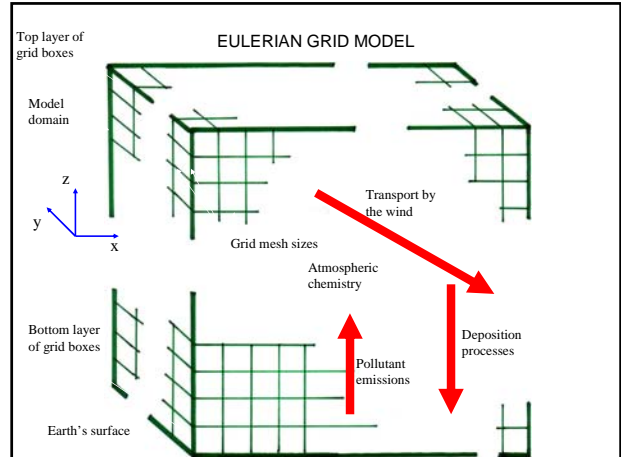 Top layer of
grid boxes
EULERIAN GRID MODEL
Model
domain
z
y
x
Transport by
the wind
Grid mesh sizes
Atmospheric
chemistry
Bottom layer
of grid boxes
Deposition
processes
Pollutant
emissions
Earth's surface